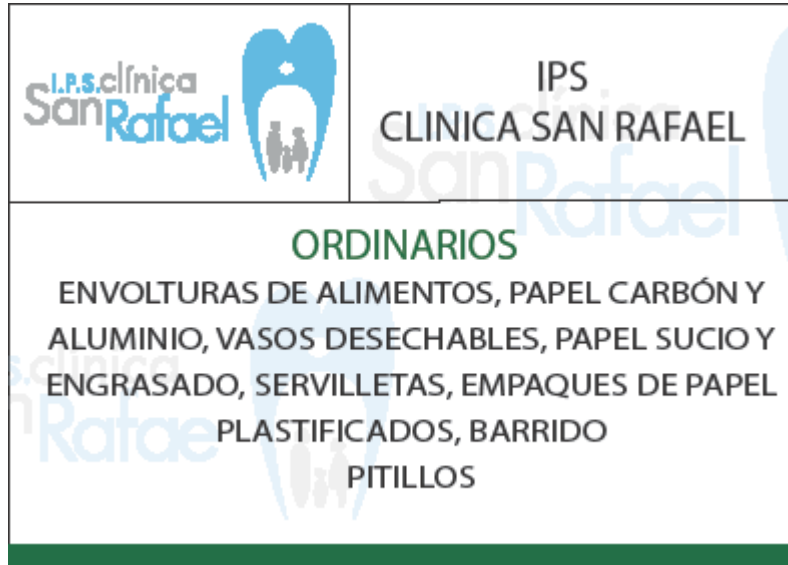 I.P.S.clínica
SanRafael
IPS
CLINICA SAN RAFAEL
ORDINARIOS
ENVOLTURAS DE ALIMENTOS, PAPEL CARBÓN Y
ALUMINIO, VASOS DESECHABLES, PAPEL SUCIO Y
ENGRASADO, SERVILLETAS, EMPAQUES DE PAPEL
PLASTIFICADOS, BARRIDO
PITILLOS